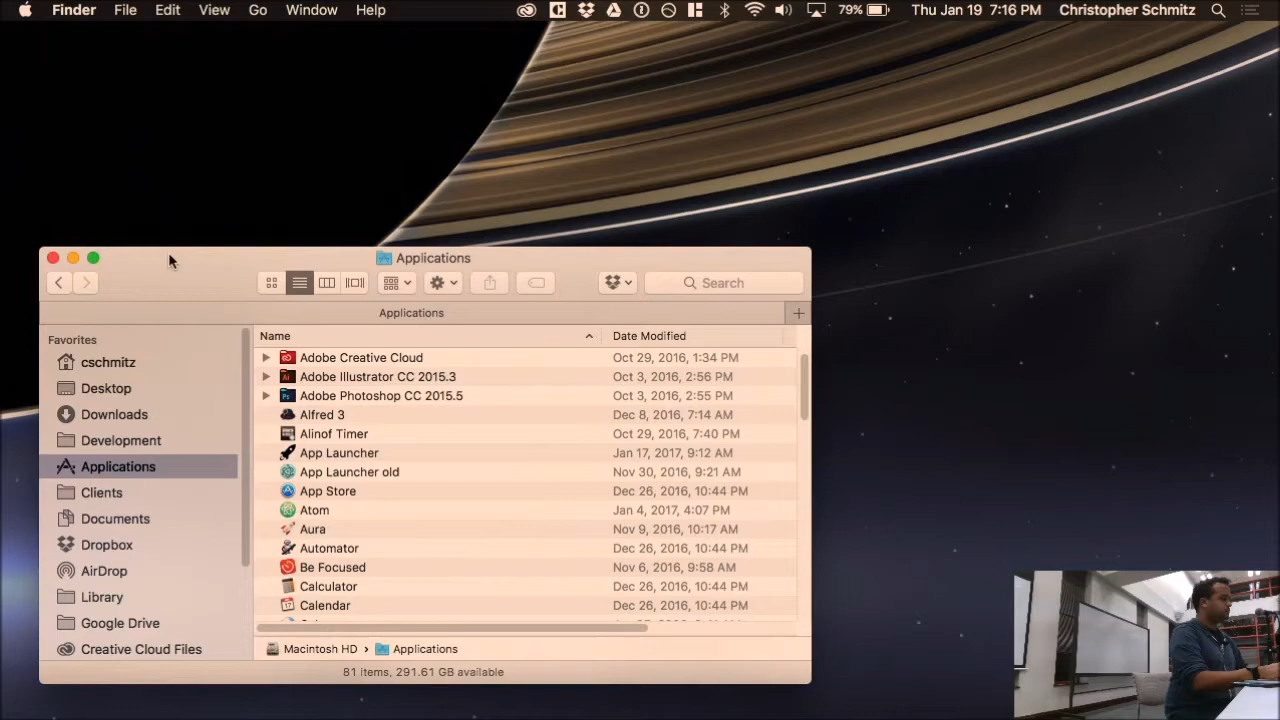 Finder File Edit View Go Window Help 79% Thu Jan 19 7:16 PM Christopher Schmitz
Applications
Search
Applications
Favorites
cschmitz
Desktop
Downloads
Development
Applications
Clients
Documents
Dropbox
AirDrop
Library
Google Drive
Creative Cloud Files
Name Date Modified
Adobe Creative Cloud Oct 29, 2016, 1:34 PM
Adobe Illustrator CC 2015.3 Oct 3, 2016, 2:56 PM
Adobe Photoshop CC 2015.5 Oct 3, 2016, 2:55 PM
Alfred 3 Dec 8, 2016, 7:14 AM
Alinof Timer Oct 29, 2016, 7:40 PM
App Launcher Jan 17, 2017, 9:12 AM
App Launcher old Nov 30, 2016, 9:21 AM
App Store Dec 26, 2016, 10:44 PM
Atom Jan 4, 2017, 4:07 PM
Aura Nov 9, 2016, 10:17 AM
Automator Dec 26, 2016, 10:44 PM
Be Focused Nov 6, 2016, 9:58 AM
Calculator Dec 26, 2016, 10:44 PM
Calendar Dec 26, 2016, 10:44 PM
Macintosh HD › Applications
81 items, 291.61 GB available